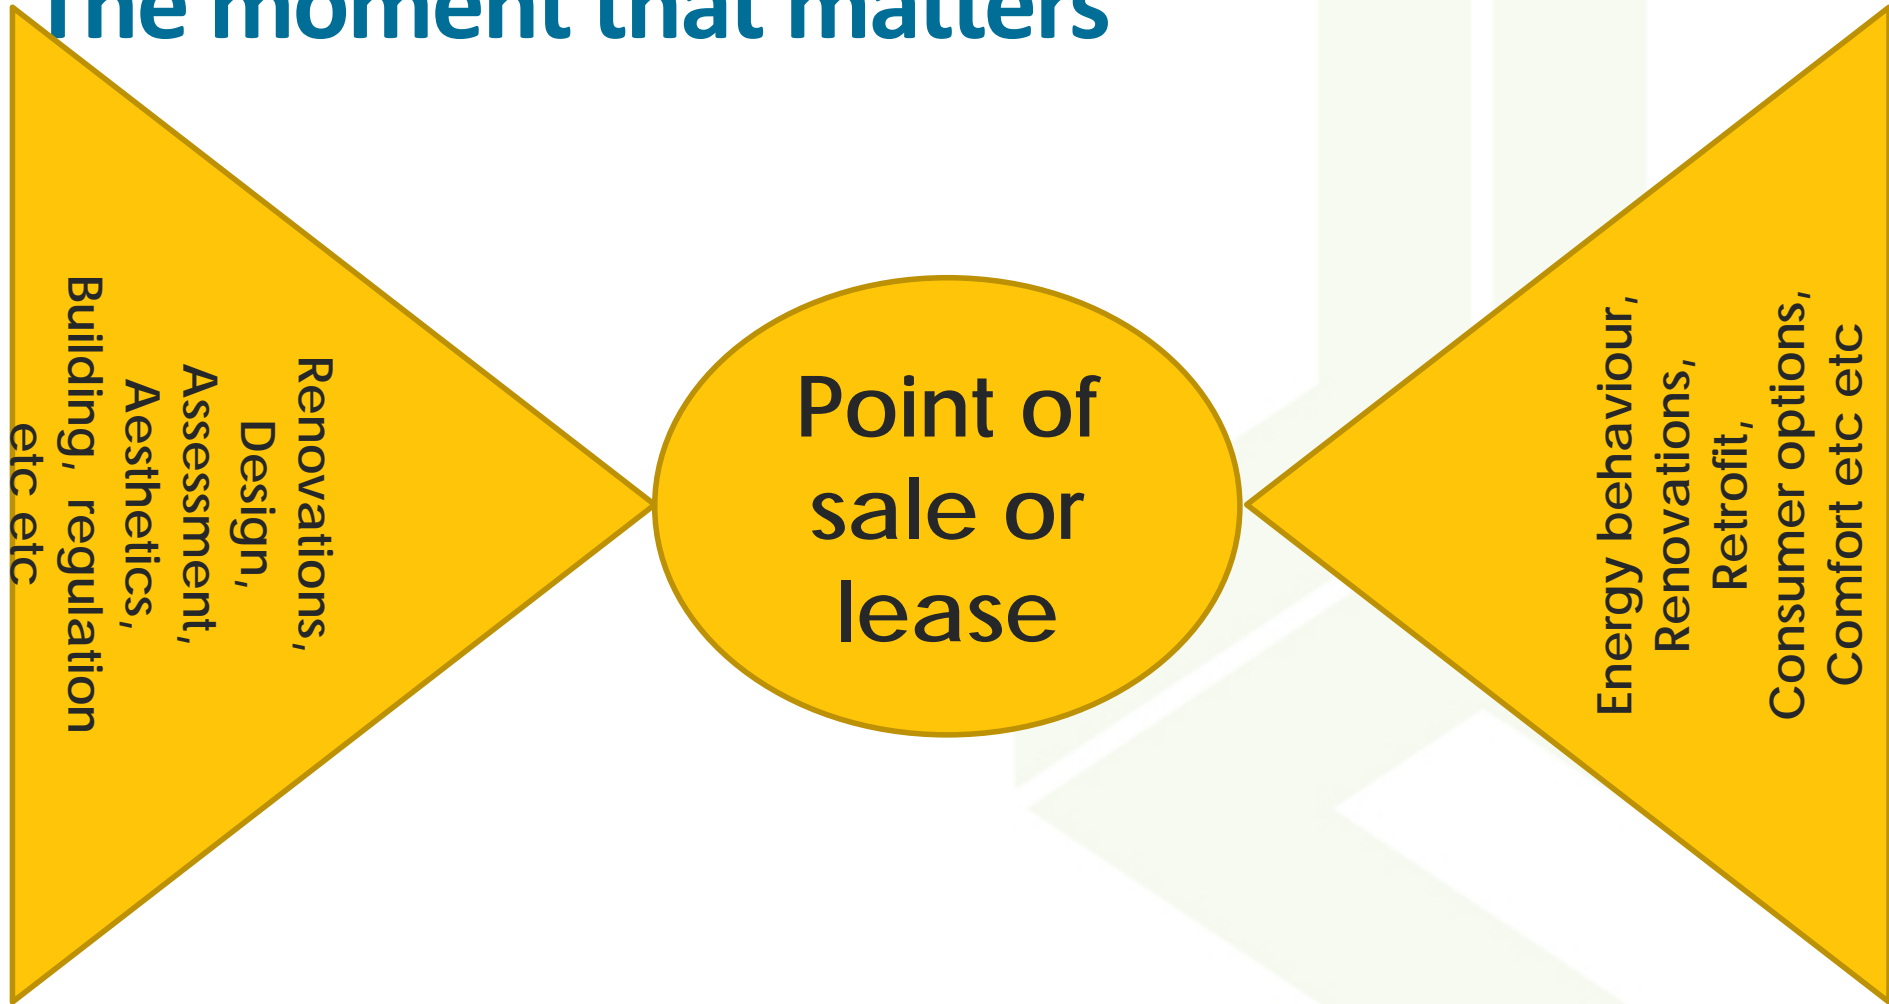 The moment that matters
Renovations,
Design,
Assessment,
Aesthetics,
Building, regulation
etc etc
Point of
sale or
lease
Energy behaviour,
Renovations,
Retrofit,
Consumer options,
Comfort etc etc